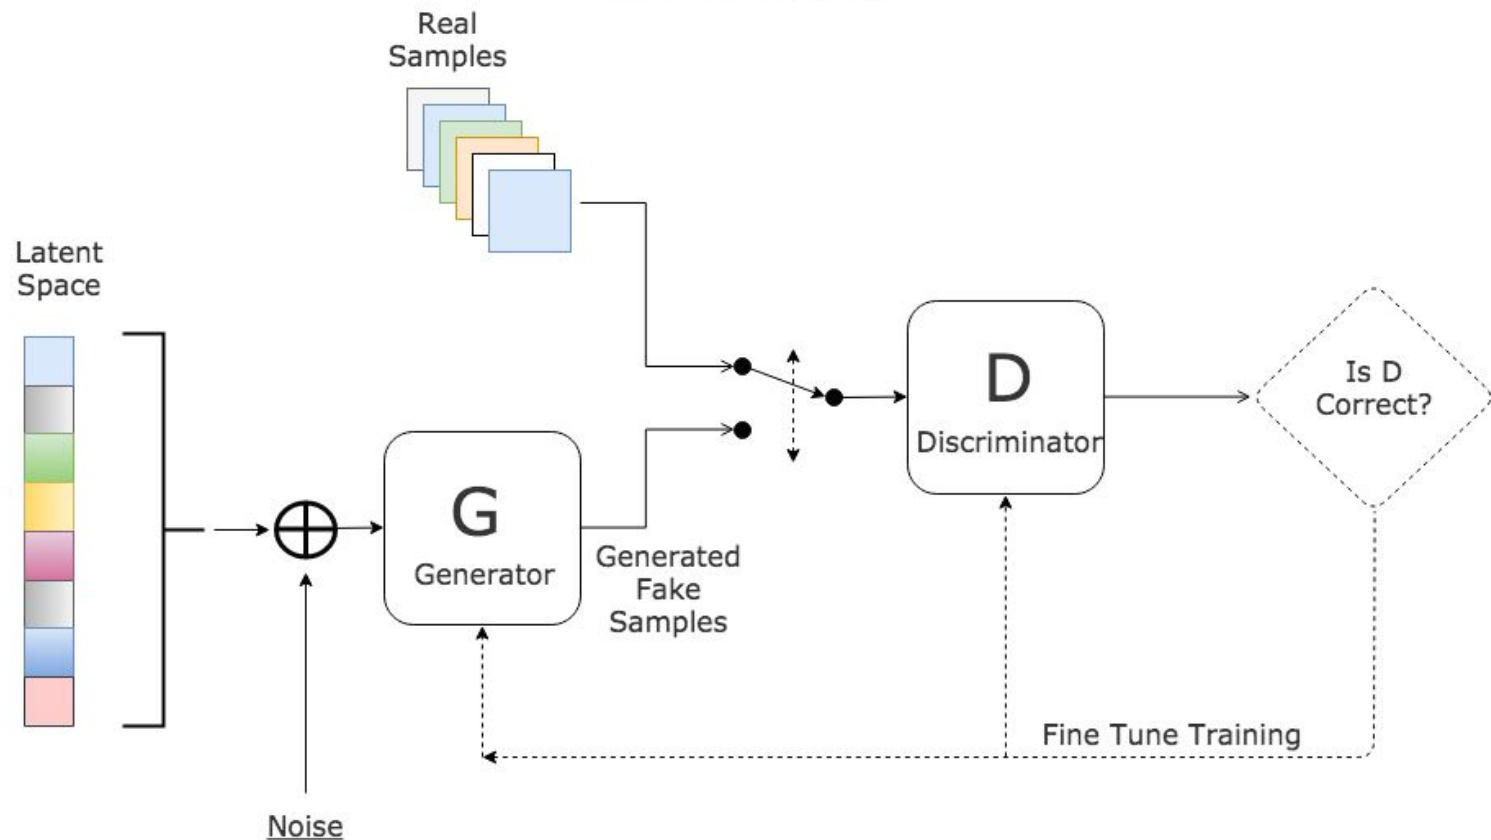 Real
Samples
Latent
Space
D
Discriminator
Is D
Correct?
G
Generator
Generated
Fake
Samples
Fine Tune Training
Noise